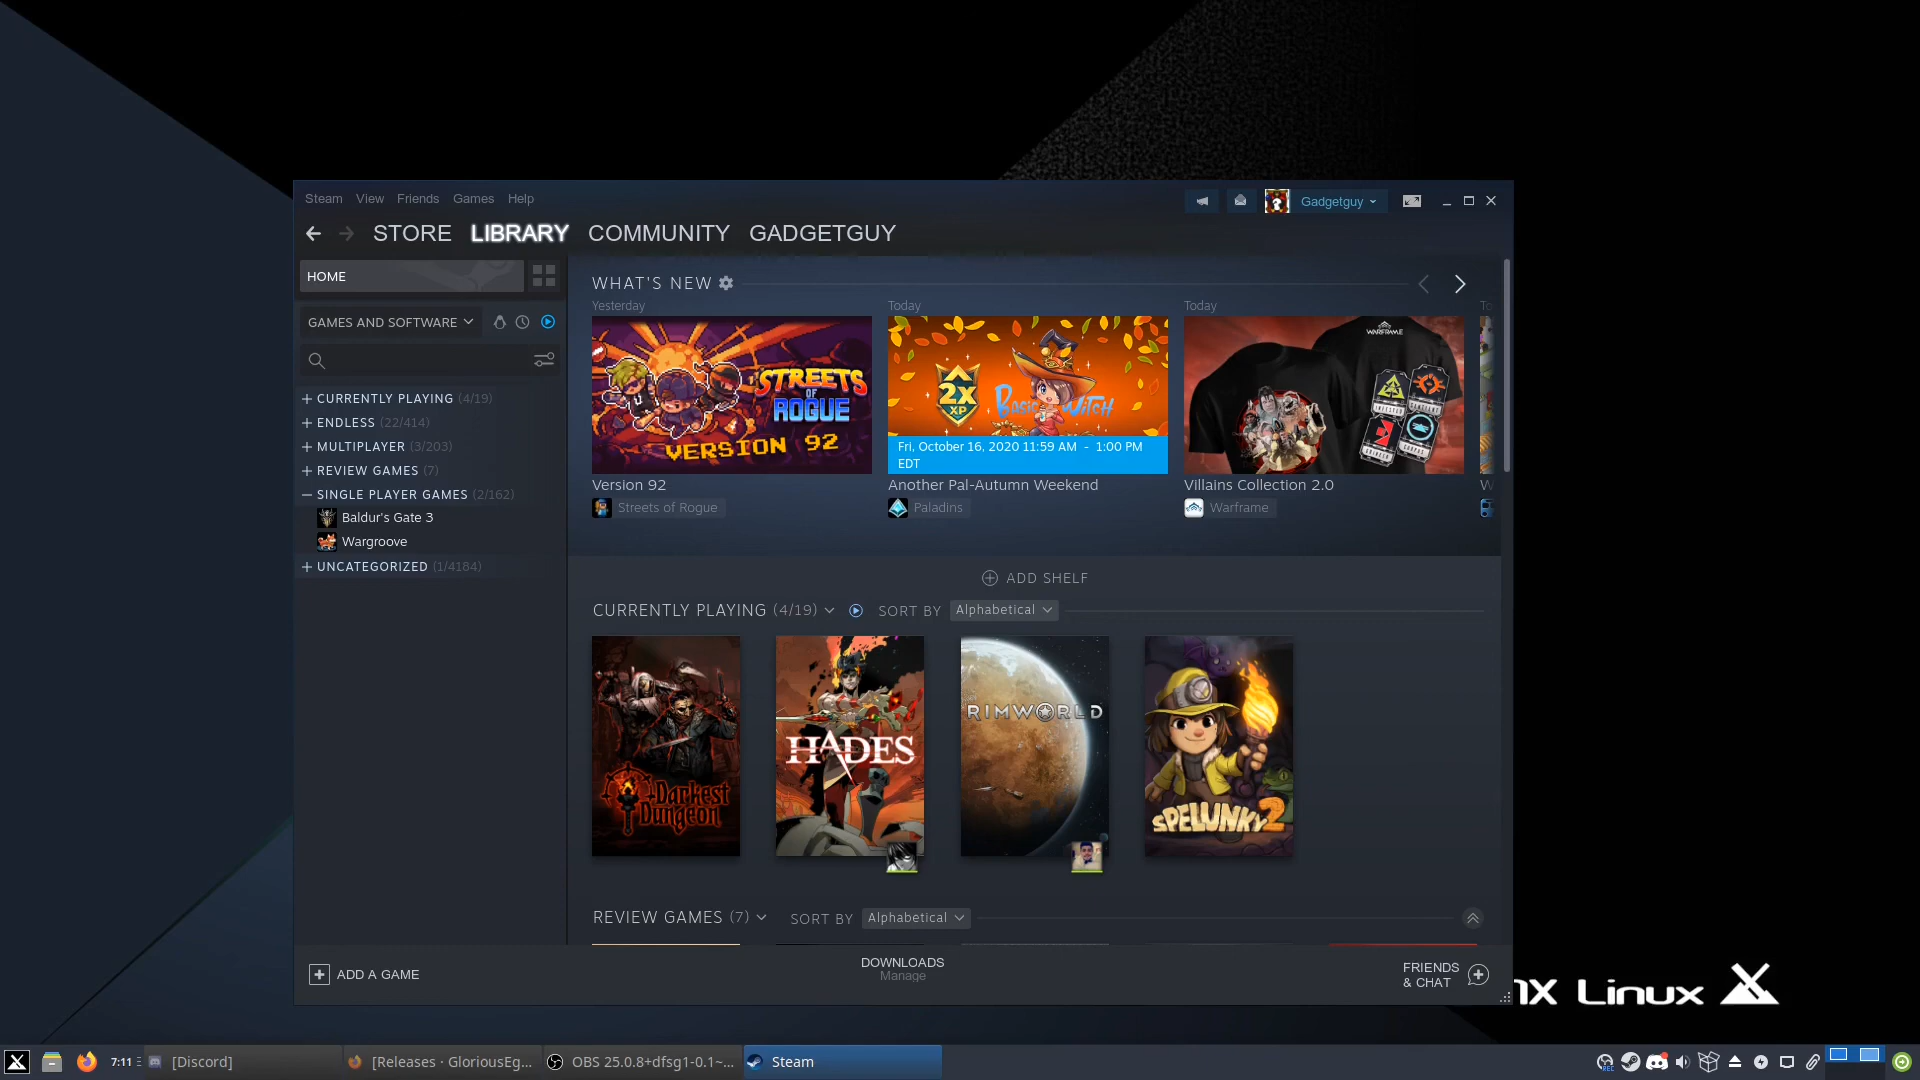 Steam View Friends Games Help
Gadgetguy
STORE LIBRARY COMMUNITY GADGETGUY
HOME
GAMES AND SOFTWARE
CURRENTLY PLAYING (4/19)
ENDLESS (22/414)
MULTIPLAYER (3/203)
REVIEW GAMES (7)
SINGLE PLAYER GAMES (2/162)
Baldur's Gate 3
Wargroove
UNCATEGORIZED (1/4184)
WHAT'S NEW
Yesterday
STREETS
OF
ROGUE
VERSION 92
Version 92
Streets of Rogue
Today
2X
XP
Basic Witch
Fri, October 16, 2020 11:59 AM - 1:00 PM
EDT
Another Pal-Autumn Weekend
Paladins
Today
WARFRAME
Villains Collection 2.0
Warframe
To
W
ADD SHELF
CURRENTLY PLAYING (4/19) SORT BY Alphabetical
Darkest
Dungeon
HADES
RIMWORLD
SPELUNKY 2
REVIEW GAMES (7) SORT BY Alphabetical
ADD A GAME
DOWNLOADS
Manage
FRIENDS
& CHAT
Linux
7:11
[Discord]
[Releases · GloriousEg...
OBS 25.0.8+dfsg1-0.1~...
Steam
REC